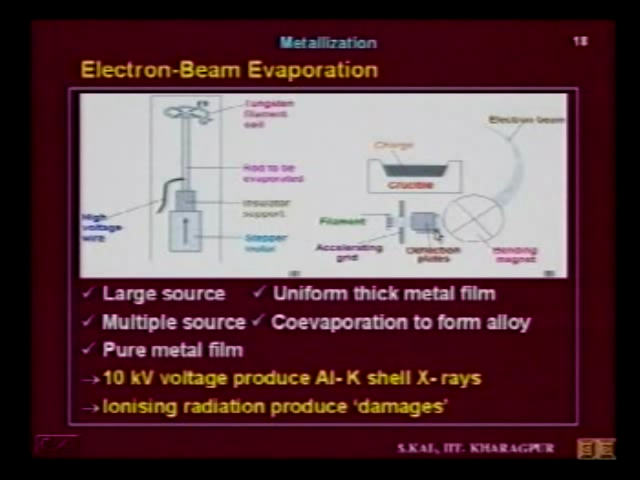 Metallization
18
Electron-Beam Evaporation
Tungsten
filament
coil
Rod to be
evaporated
Insulator
support
High
voltage
wire
Stepper
motor
Electron beam
Charge
Crucible
Filament
Accelerating
grid
Deflection
plates
Bending
magnet
✓ Large source ✓ Uniform thick metal film
✓ Multiple source ✓ Coevaporation to form alloy
✓ Pure metal film
→ 10 kV voltage produce Al- K shell X- rays
→ Ionising radiation produce 'damages'
S.KAL, IIT- KHARAGPUR